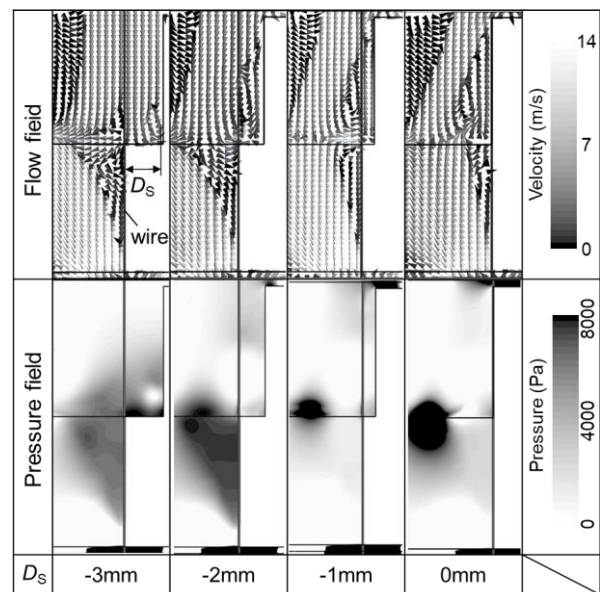 Flow field
D_S
wire
Velocity (m/s)
14
7
0
Pressure field
Pressure (Pa)
8000
4000
0
D_S -3mm -2mm -1mm 0mm